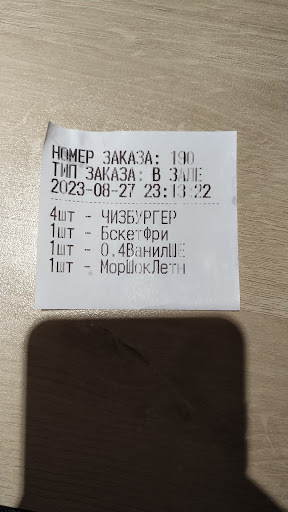 НОМЕР ЗАКАЗА: 190
ТИП ЗАКАЗА: В ЗАЛЕ
2023-08-27 23:13:22
4шт - ЧИЗБУРГЕР
1шт - БскетФри
1шт - 0.4ВанилШЕ
1шт - МорШокЛетн